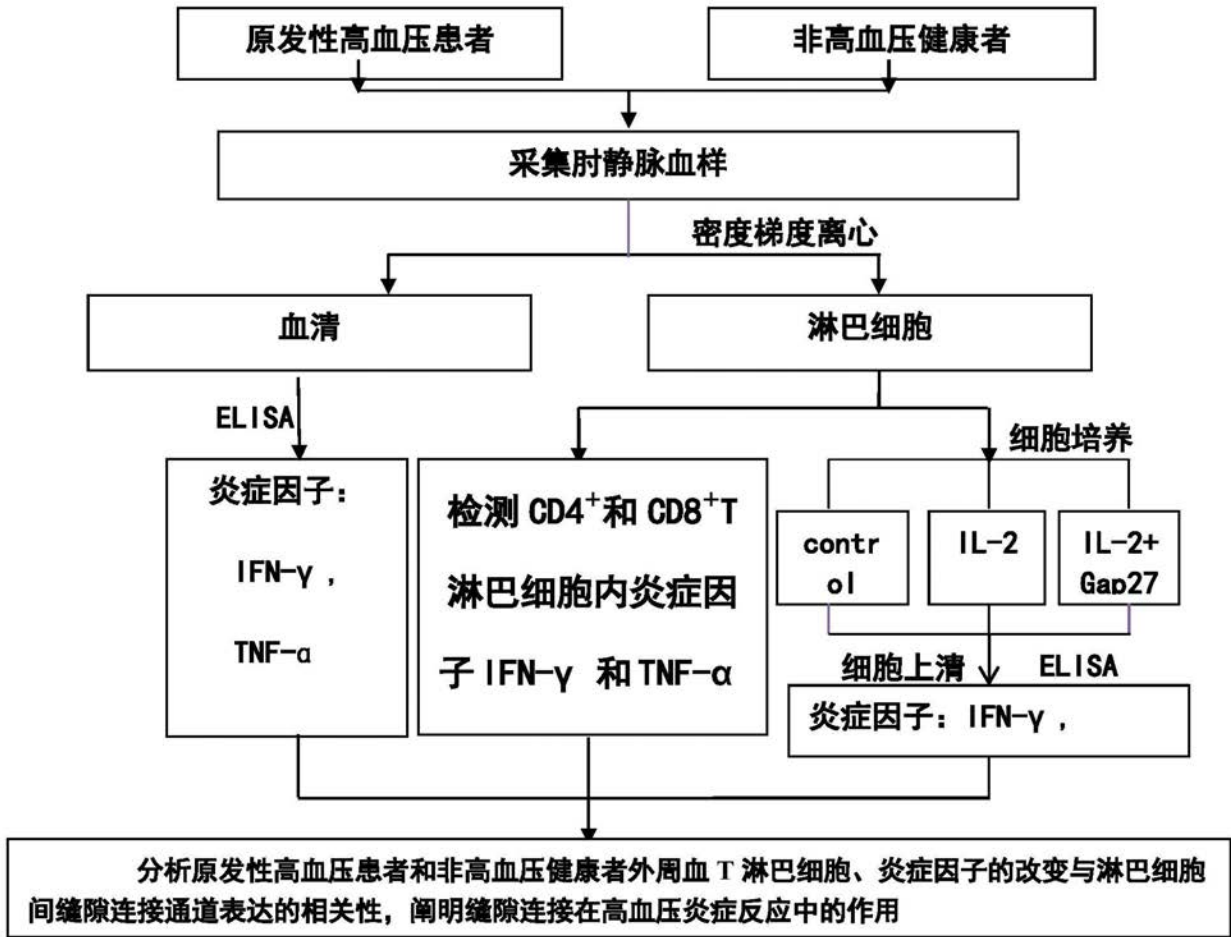 原发性高血压患者
非高血压健康者
采集肘静脉血样
密度梯度离心
血清
淋巴细胞
ELISA
细胞培养
炎症因子：
IFN-γ，
TNF-α
检测 CD4⁺和 CD8⁺T
淋巴细胞内炎症因
子 IFN-γ 和 TNF-α
contr
ol
IL-2
IL-2+
Gap27
细胞上清
ELISA
炎症因子：IFN-γ，
分析原发性高血压患者和非高血压健康者外周血 T 淋巴细胞、炎症因子的改变与淋巴细胞
间缝隙连接通道表达的相关性，阐明缝隙连接在高血压炎症反应中的作用